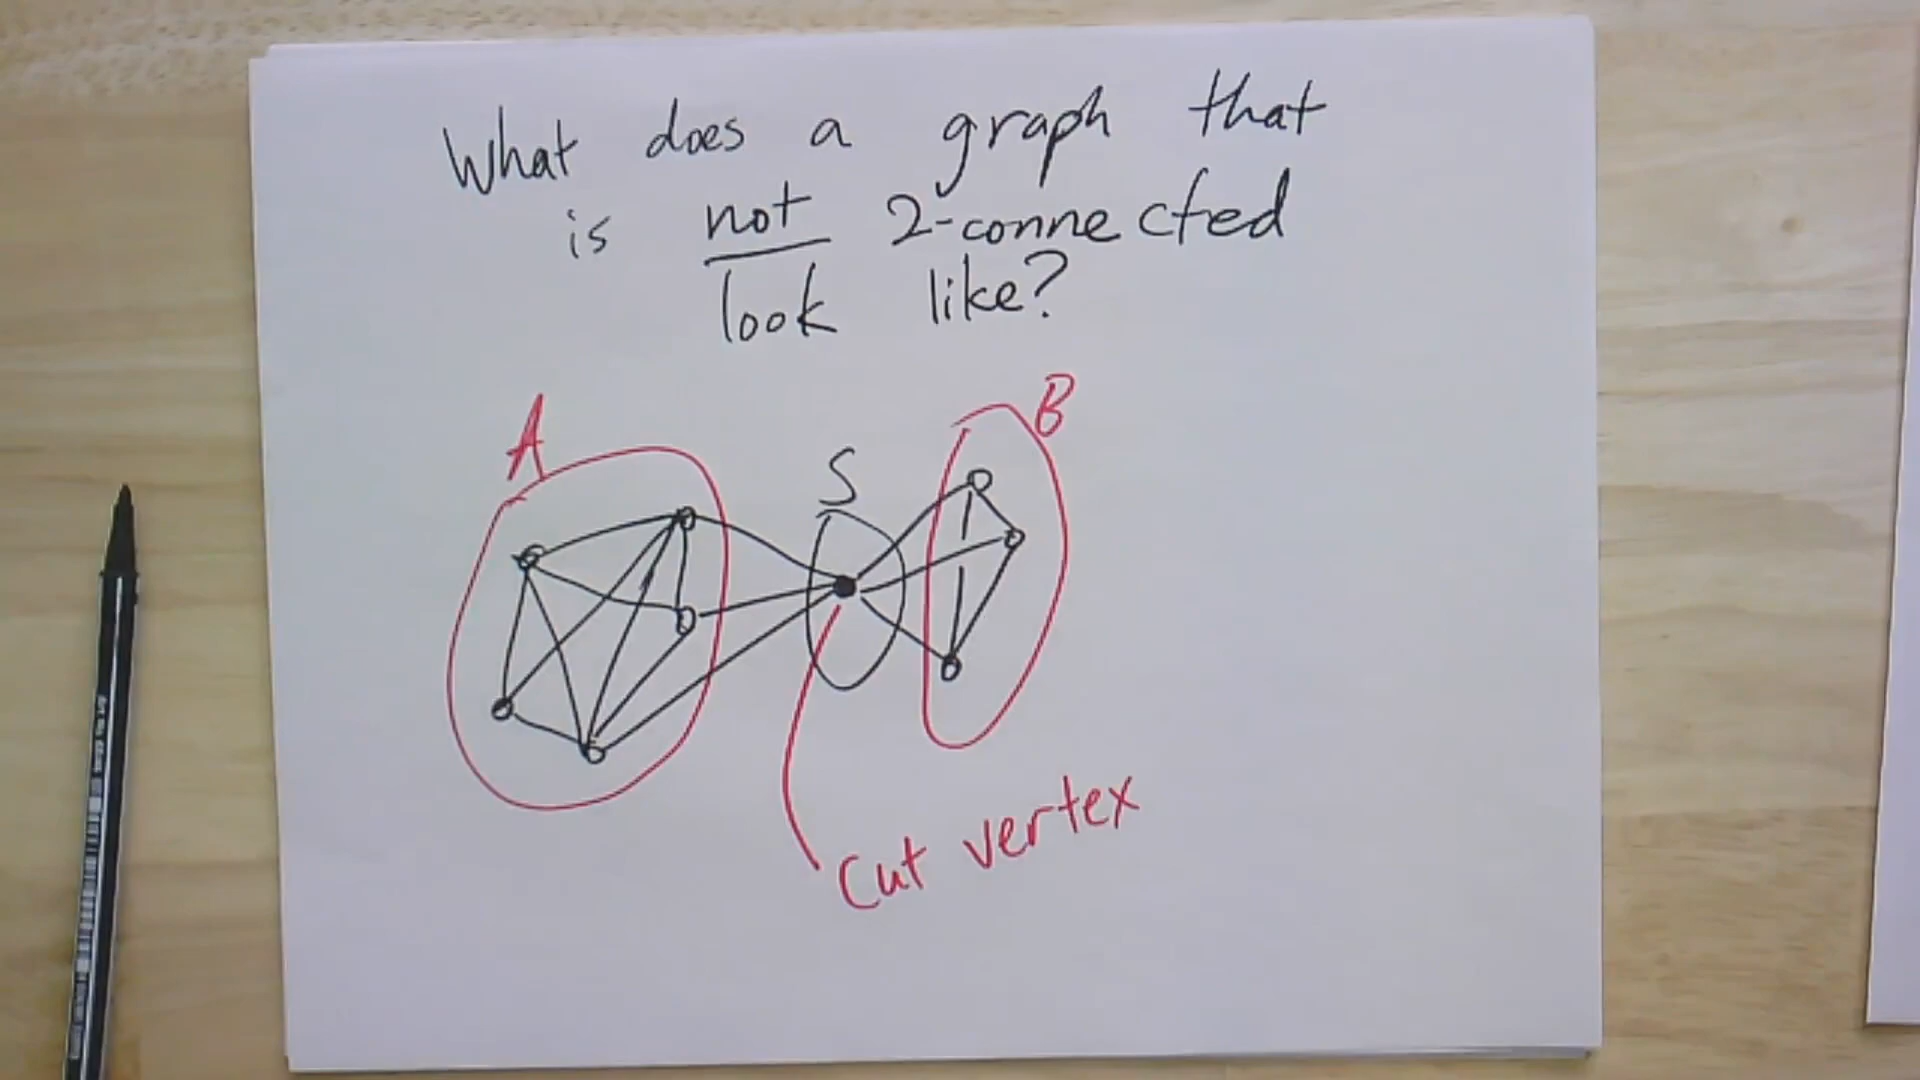 What does a graph that
is not 2-connected
look like?
A
S
B
Cut vertex